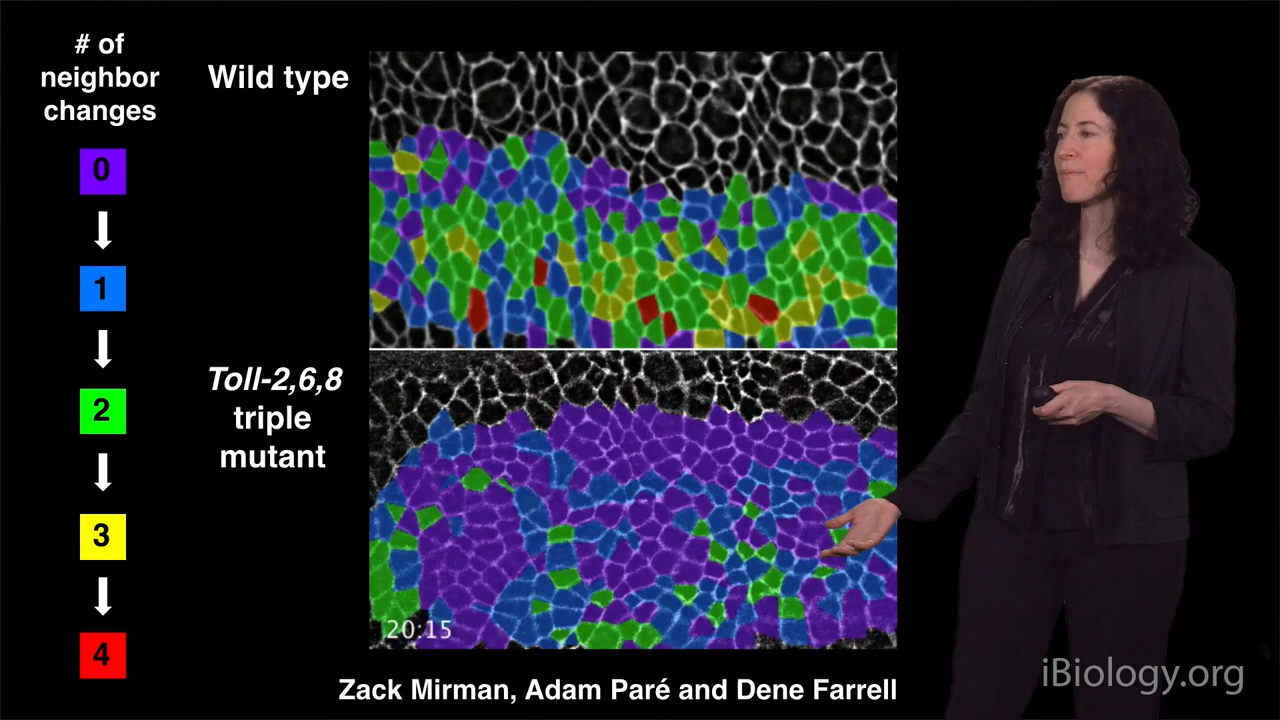 # of
neighbor
changes
0
1
2
3
4
Wild type
Toll-2,6,8
triple
mutant
20:15
Zack Mirman, Adam Paré and Dene Farrell
iBiology.org